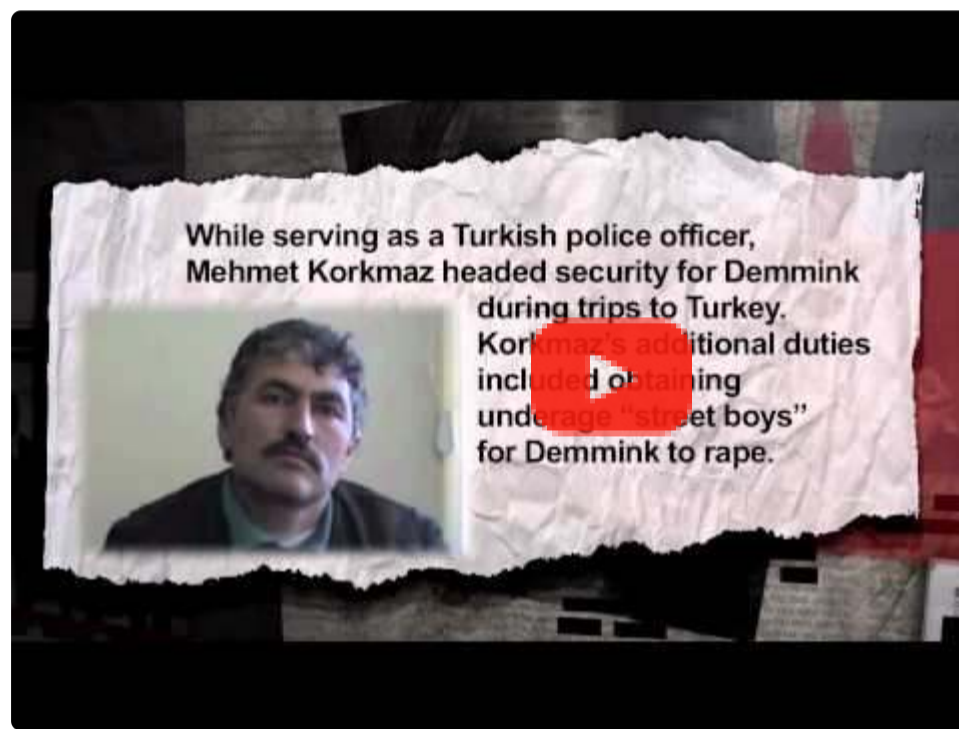 While serving as a Turkish police officer,
Mehmet Korkmaz headed security for Demmink
during trips to Turkey.
Korkmaz's additional duties
included obtaining
underage "street boys"
for Demmink to rape.